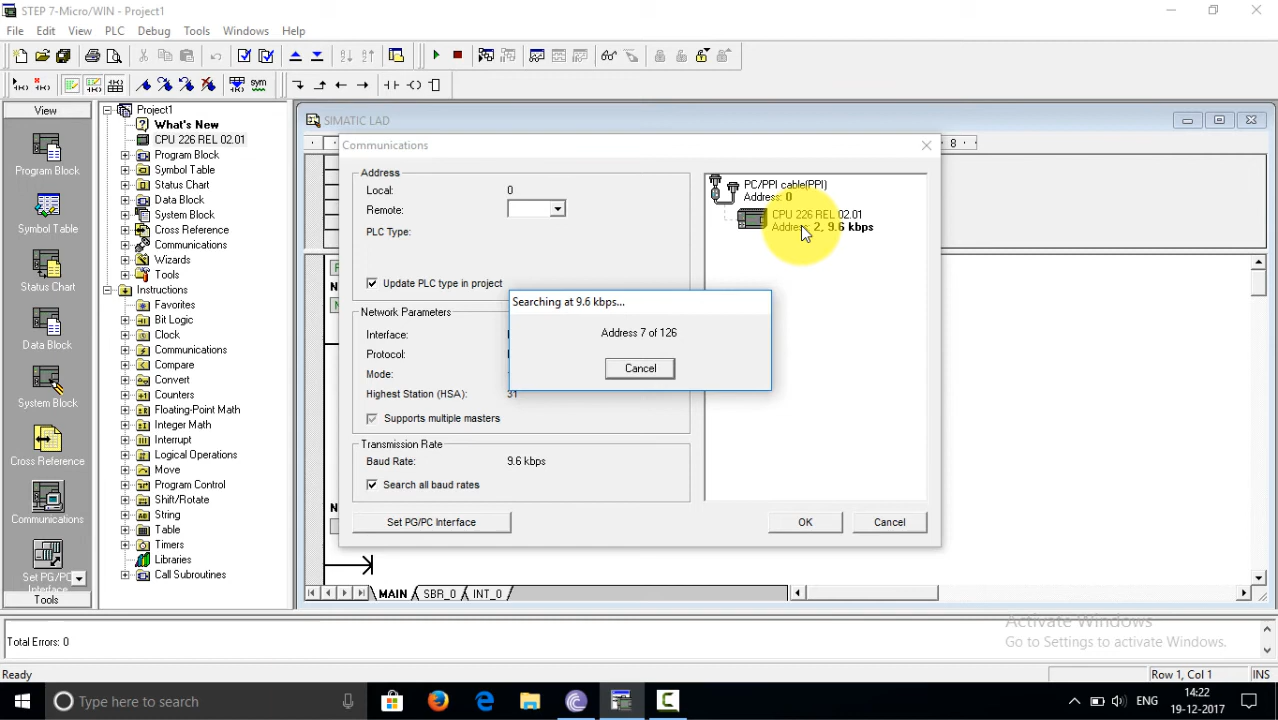 STEP 7-Micro/WIN
File Edit View PLC Debug Tools Windows Help
View
Program Block
Symbol Table
Status Chart
Data Block
System Block
Cross Reference
Communications
Set PG/PC
Interface
Tools
Project1
What's New
CPU 226 REL 02.01
Program Block
Symbol Table
Status Chart
Data Block
System Block
Cross Reference
Communications
Wizards
Tools
Instructions
Favorites
Bit Logic
Clock
Communications
Compare
Convert
Counters
Floating-Point Math
Integer Math
Interrupt
Logical Operations
Move
Program Control
Shift/Rotate
String
Table
Timers
Libraries
Call Subroutines
SIMATIC LAD
8
Communications
Address
Local: 0
Remote:
PLC Type:
Update PLC type in project
Network Parameters
Interface:
Protocol:
Mode:
Highest Station (HSA): 31
Supports multiple masters
Transmission Rate
Baud Rate: 9.6 kbps
Search all baud rates
Set PG/PC Interface
PC/PPI cable(PPI)
Address: 0
CPU 226 REL 02.01
Address: 2, 9.6 kbps
OK Cancel
Searching at 9.6 kbps...
Address 7 of 126
Cancel
MAIN SBR_0 INT_0
Total Errors: 0
Activate Windows
Go to Settings to activate Windows.
Ready
Row 1, Col 1 INS
Type here to search
ENG
14:22
19-12-2017